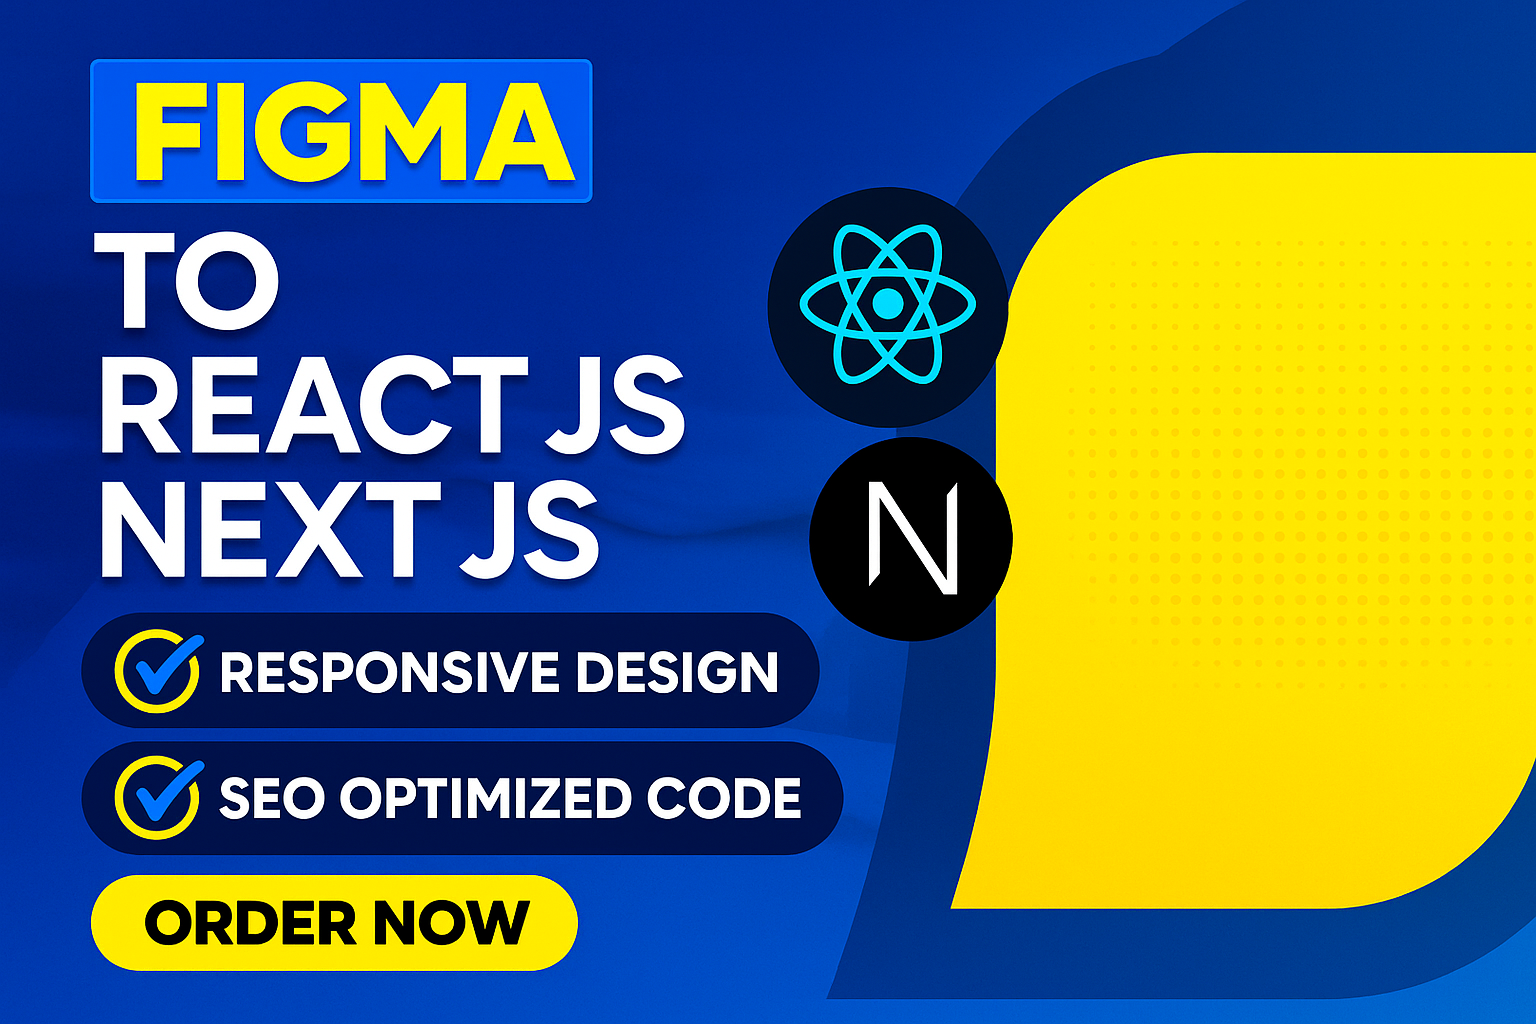 FIGMA
TO
REACT JS
NEXT JS
N
RESPONSIVE DESIGN
SEO OPTIMIZED CODE
ORDER NOW